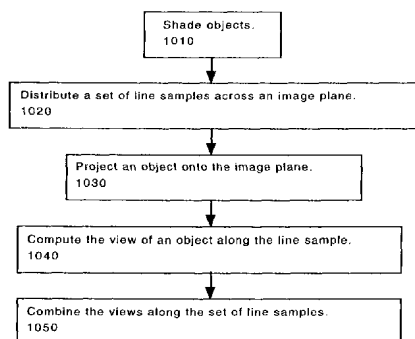 Shade objects.
1010
Distribute a set of line samples across an image plane.
1020
Project an object onto the image plane.
1030
Compute the view of an object along the line sample.
1040
Combine the views along the set of line samples.
1050